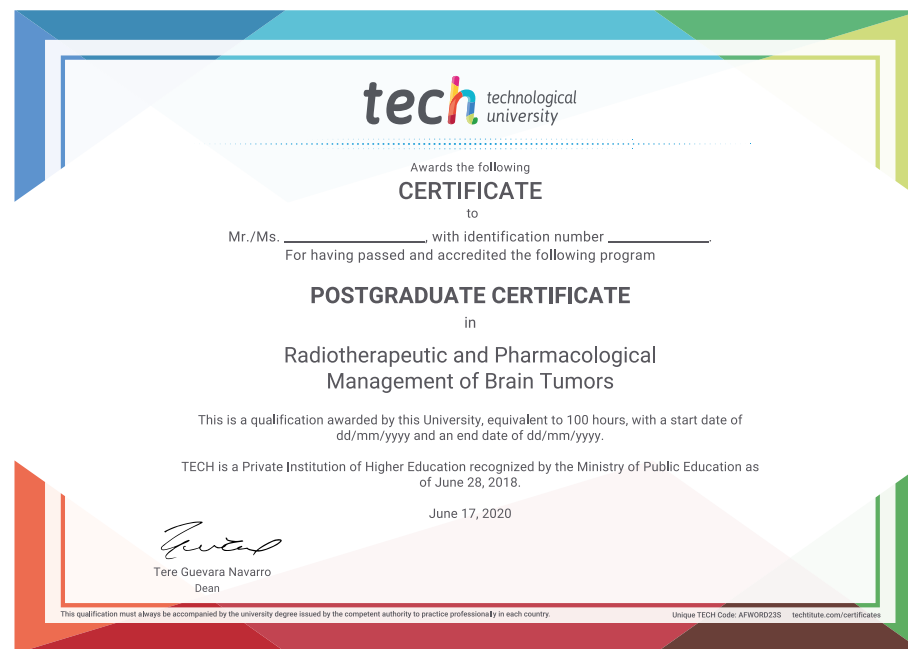 tech technological
university
Awards the following
CERTIFICATE
to
Mr./Ms. ____________________, with identification number ______________.
For having passed and accredited the following program
POSTGRADUATE CERTIFICATE
in
Radiotherapeutic and Pharmacological
Management of Brain Tumors
This is a qualification awarded by this University, equivalent to 100 hours, with a start date of
dd/mm/yyyy and an end date of dd/mm/yyyy.
TECH is a Private Institution of Higher Education recognized by the Ministry of Public Education as
of June 28, 2018.
June 17, 2020
Tere Guevara Navarro
Dean
This qualification must always be accompanied by the university degree issued by the competent authority to practice professionally in each country. Unique TECH Code: AFWORD23S techtitute.com/certificates